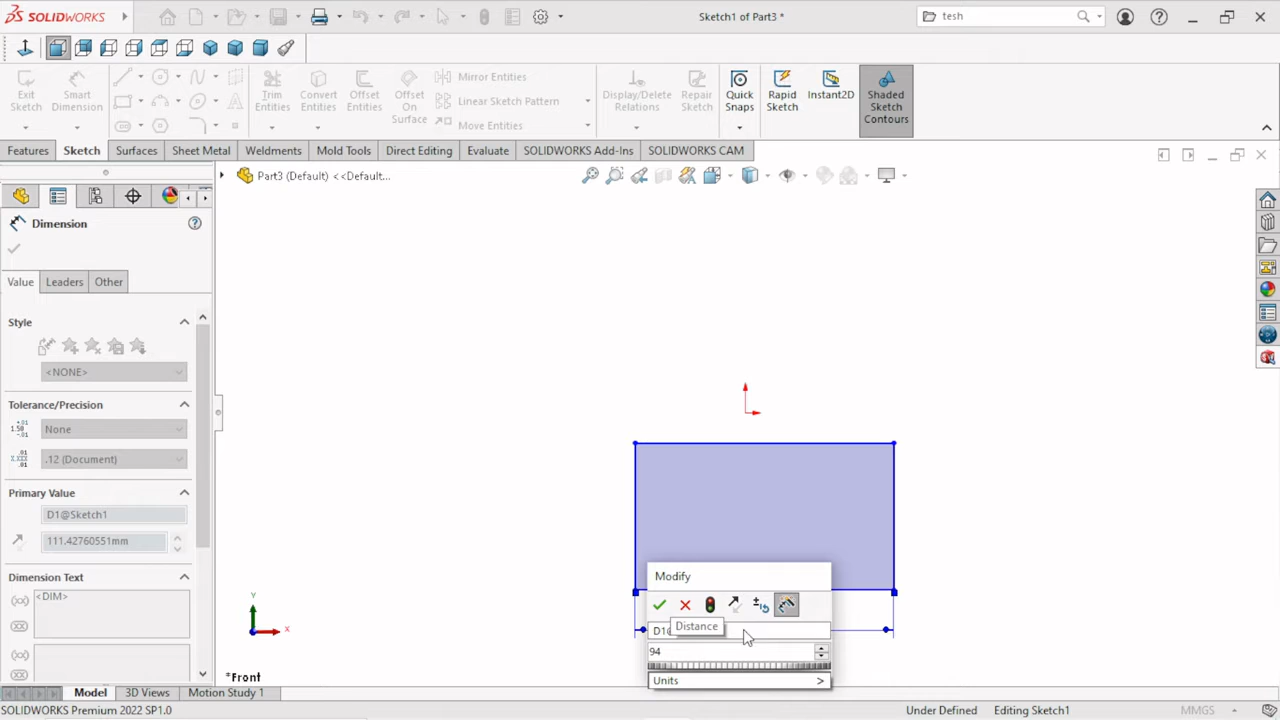 SOLIDWORKS
Sketch1 of Part3 *
tesh
Exit Sketch
Smart Dimension
Trim Entities
Convert Entities
Offset Entities
Offset On Surface
Mirror Entities
Linear Sketch Pattern
Move Entities
Display/Delete Relations
Repair Sketch
Quick Snaps
Rapid Sketch
Instant2D
Shaded Sketch Contours
Features
Sketch
Surfaces
Sheet Metal
Weldments
Mold Tools
Direct Editing
Evaluate
SOLIDWORKS Add-Ins
SOLIDWORKS CAM
Part3 (Default) <<Default...
Dimension
Value
Leaders
Other
Style
<NONE>
Tolerance/Precision
None
.12 (Document)
Primary Value
D1@Sketch1
111.42760551mm
Dimension Text
<DIM>
Y
X
*Front
Modify
Distance
94
Units
Model
3D Views
Motion Study 1
SOLIDWORKS Premium 2022 SP1.0
Under Defined
Editing Sketch1
MMGS